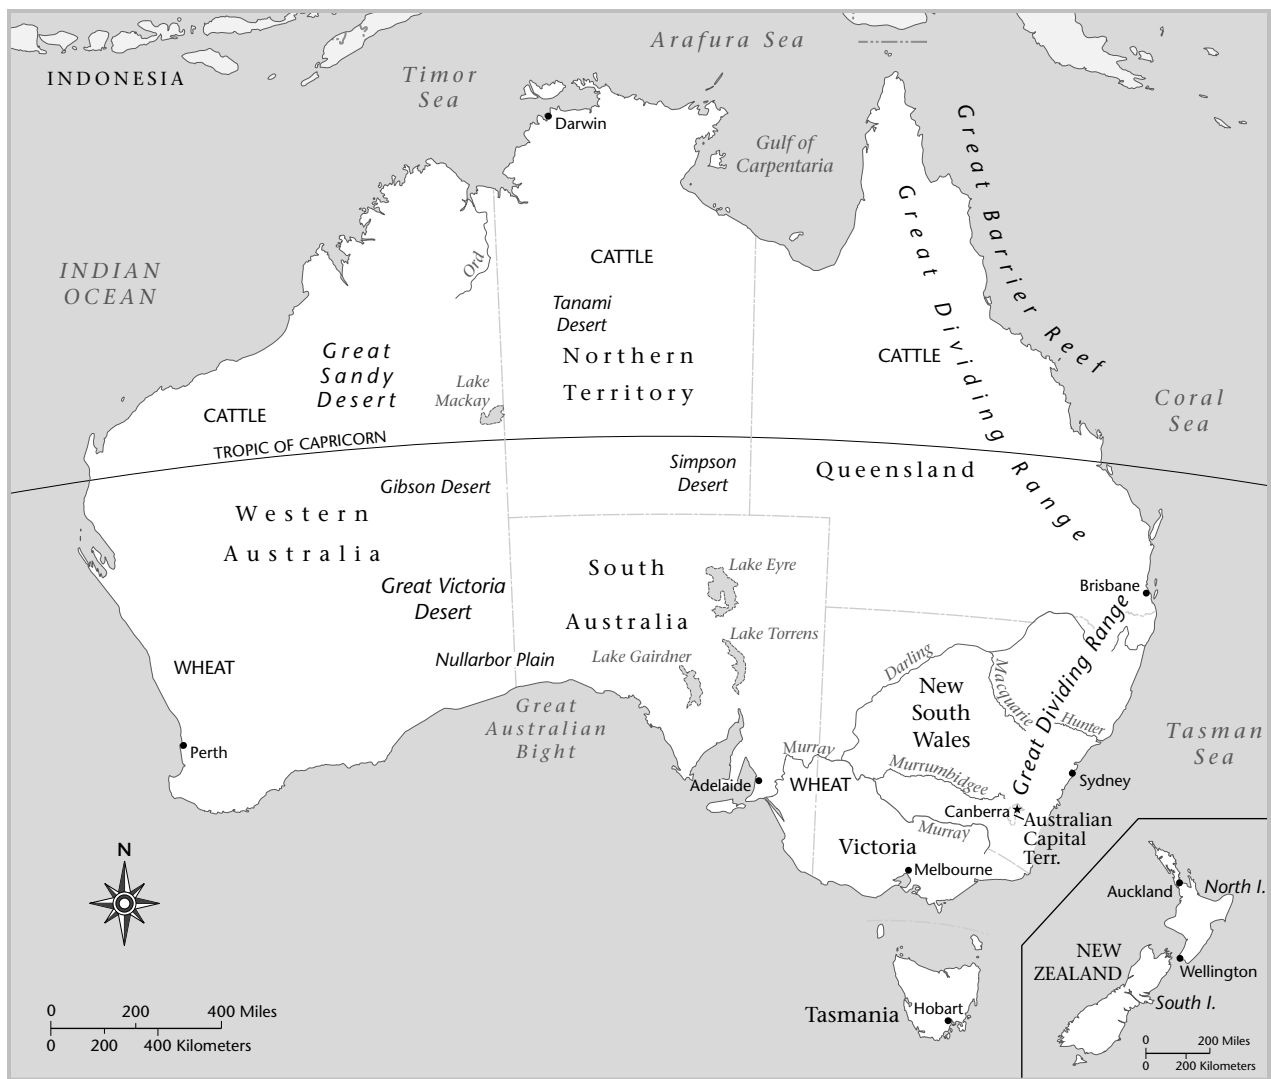 Arafura Sea
INDONESIA
Timor
Sea
Darwin
Gulf of
Carpentaria
Great Barrier Reef
Great Dividing Range
INDIAN
OCEAN
Ord
CATTLE
Tanami
Desert
Northern
Territory
CATTLE
Great
Sandy
Desert
Lake
Mackay
CATTLE
TROPIC OF CAPRICORN
Coral
Sea
Simpson
Desert
Queensland
Gibson Desert
Western
Australia
South
Australia
Lake Eyre
Great Victoria
Desert
Brisbane
Great Dividing Range
Lake Torrens
Lake Gairdner
Nullarbor Plain
WHEAT
Darling
Macquarie
Hunter
New
South
Wales
Great
Australian
Bight
Tasman
Sea
Perth
Murray
Murrumbidgee
Adelaide
WHEAT
Sydney
Canberra
Australian
Capital
Terr.
Murray
Victoria
Melbourne
N
Auckland
North I.
NEW
ZEALAND
Wellington
South I.
Tasmania
Hobart
0 200 400 Miles
0 200 400 Kilometers
0 200 Miles
0 200 Kilometers